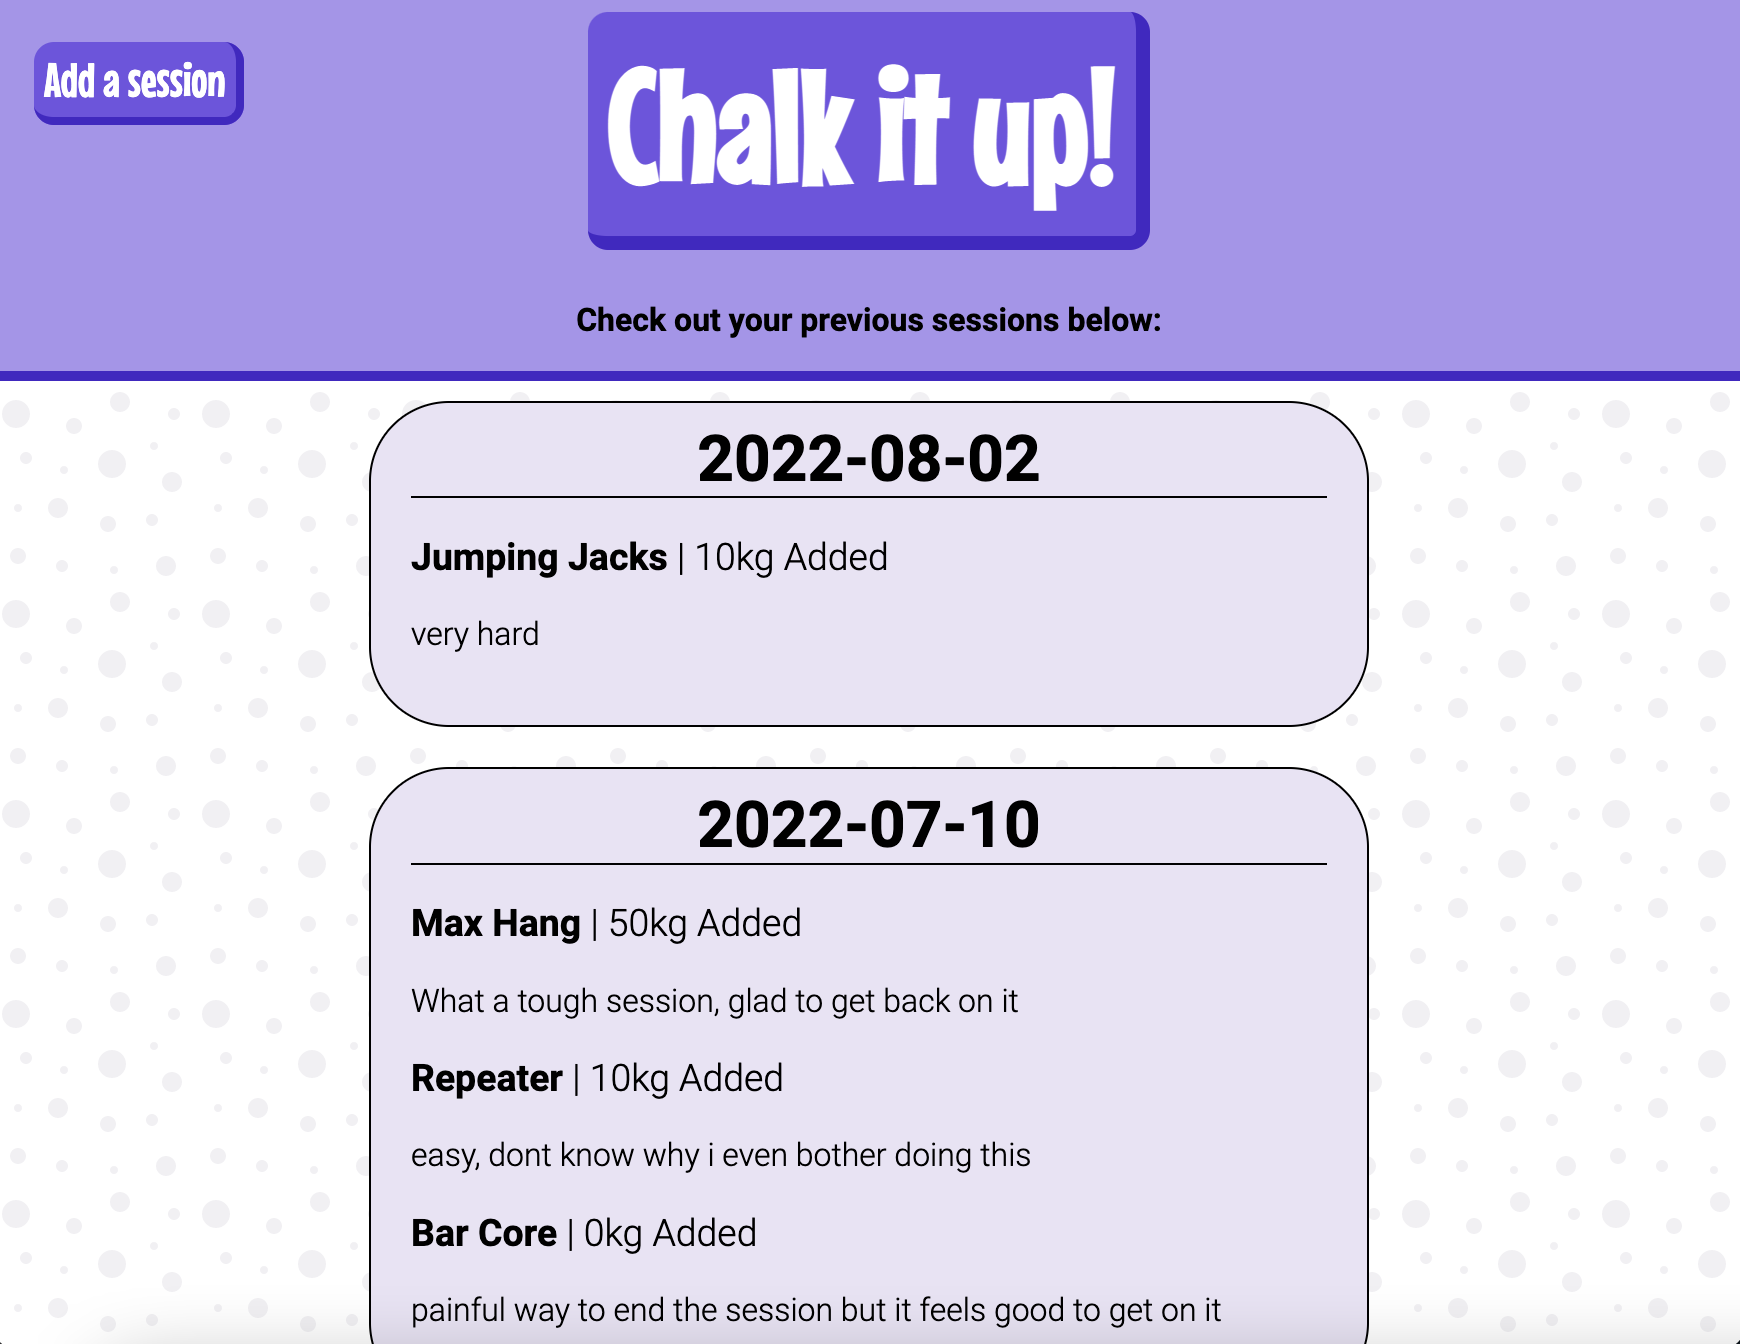 Add a session
Chalk it up!
Check out your previous sessions below:
2022-08-02
Jumping Jacks | 10kg Added
very hard
2022-07-10
Max Hang | 50kg Added
What a tough session, glad to get back on it
Repeater | 10kg Added
easy, dont know why i even bother doing this
Bar Core | 0kg Added
painful way to end the session but it feels good to get on it